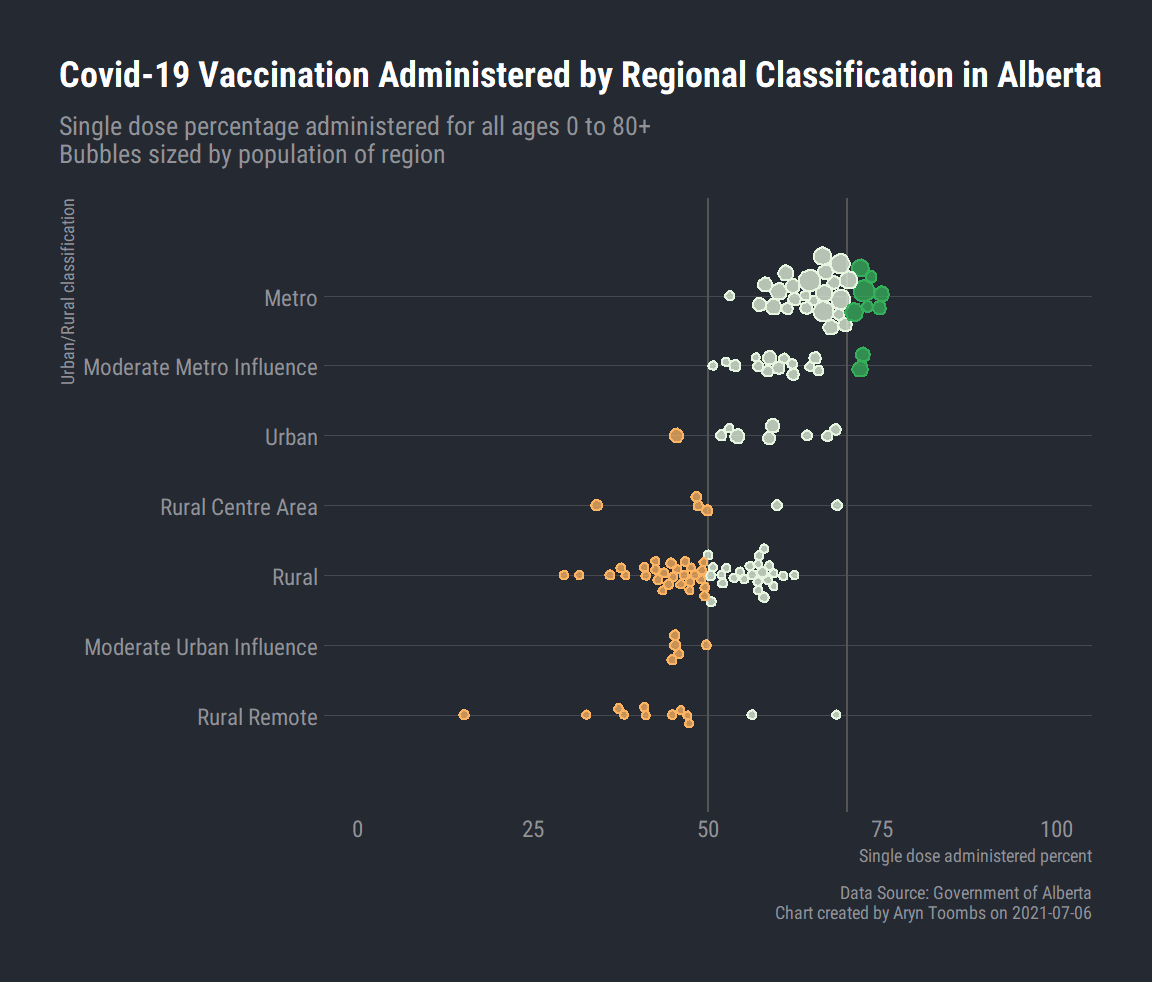 Covid-19 Vaccination Administered by Regional Classification in Alberta
Single dose percentage administered for all ages 0 to 80+
Bubbles sized by population of region
Urban/Rural classification
Metro
Moderate Metro Influence
Urban
Rural Centre Area
Rural
Moderate Urban Influence
Rural Remote
0 25 50 75 100
Single dose administered percent
Data Source: Government of Alberta
Chart created by Aryn Toombs on 2021-07-06